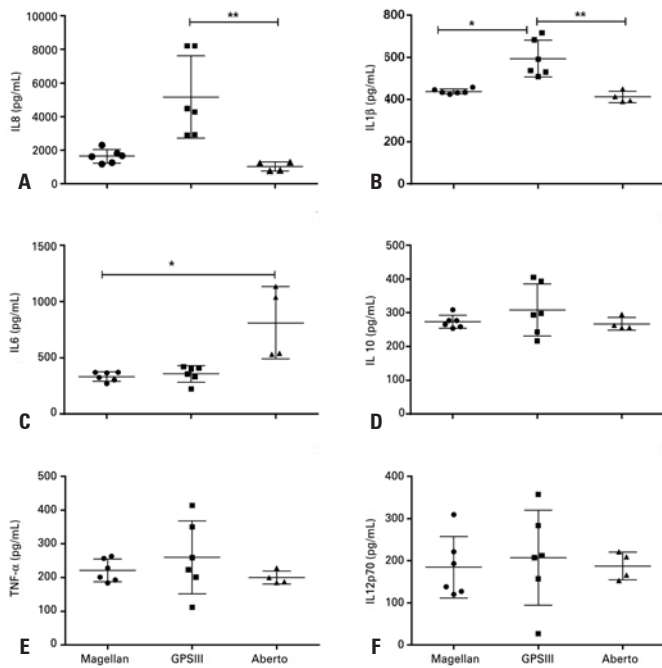 10000
8000
6000
4000
2000
0
IL8 (pg/mL)
**
A
800
600
400
200
0
IL1β (pg/mL)
*
**
B
1500
1000
500
0
IL6 (pg/mL)
*
C
500
400
300
200
100
0
IL 10 (pg/mL)
D
500
400
300
200
100
0
TNF-α (pg/mL)
E
Magellan GPSIII Aberto
400
300
200
100
0
IL12p70 (pg/mL)
F
Magellan GPSIII Aberto